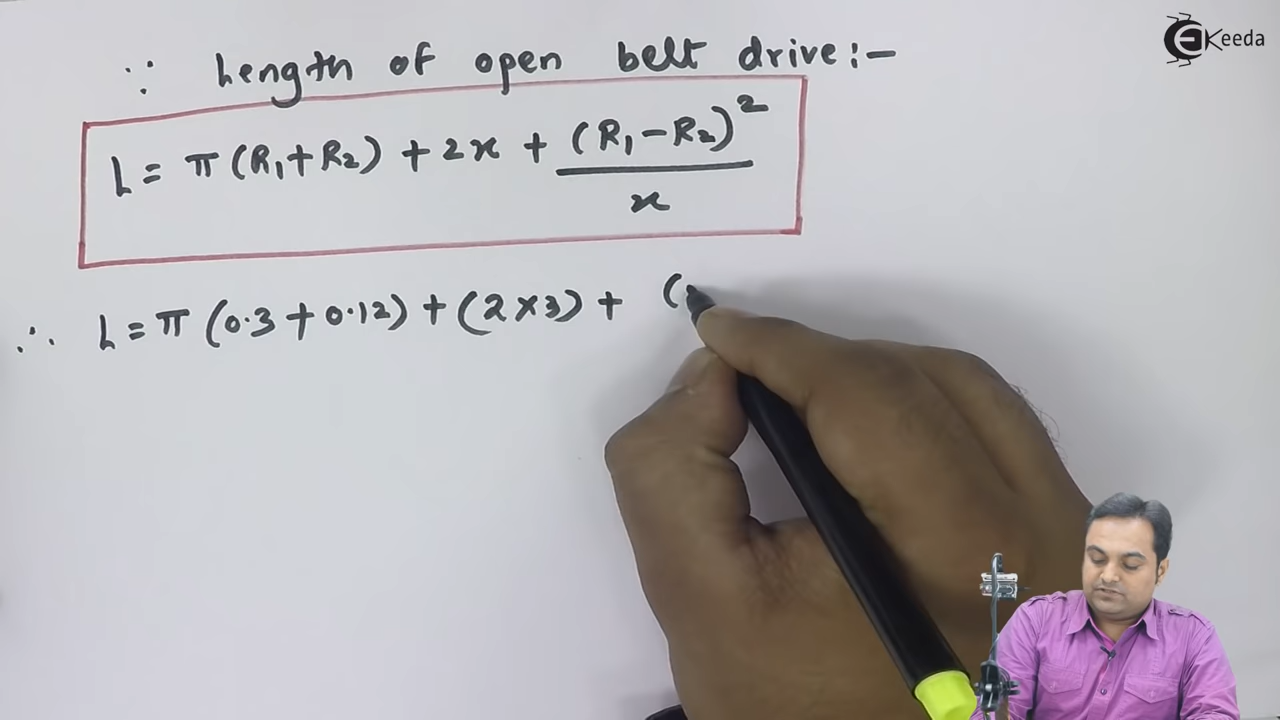 ∵ Length of open belt drive:-
L = π(R₁+R₂) + 2x + (R₁-R₂)²/x
∴ L = π(0.3+0.12) + (2×3) + (
EKeeda